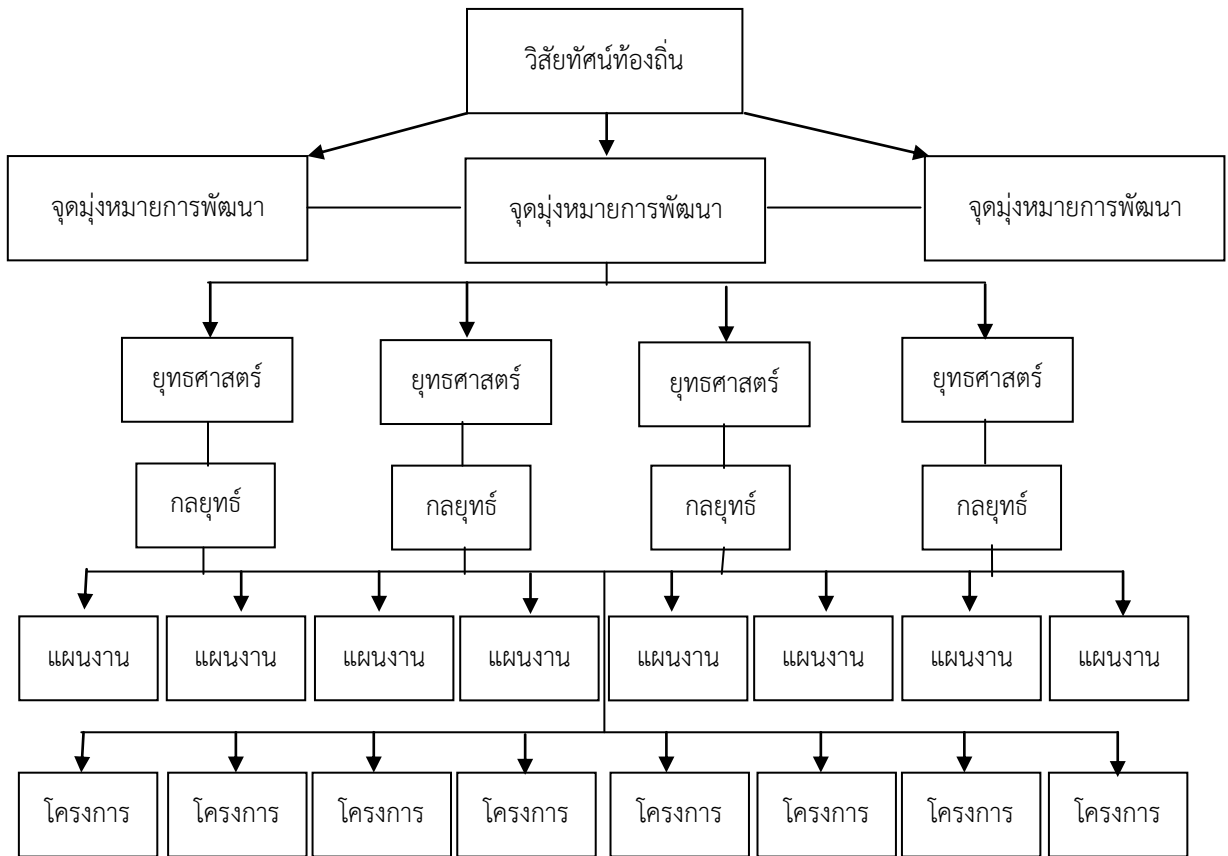 วิสัยทัศน์ท้องถิ่น
จุดมุ่งหมายการพัฒนา
จุดมุ่งหมายการพัฒนา
จุดมุ่งหมายการพัฒนา
ยุทธศาสตร์
ยุทธศาสตร์
ยุทธศาสตร์
ยุทธศาสตร์
กลยุทธ์
กลยุทธ์
กลยุทธ์
กลยุทธ์
แผนงาน
แผนงาน
แผนงาน
แผนงาน
แผนงาน
แผนงาน
แผนงาน
แผนงาน
โครงการ
โครงการ
โครงการ
โครงการ
โครงการ
โครงการ
โครงการ
โครงการ